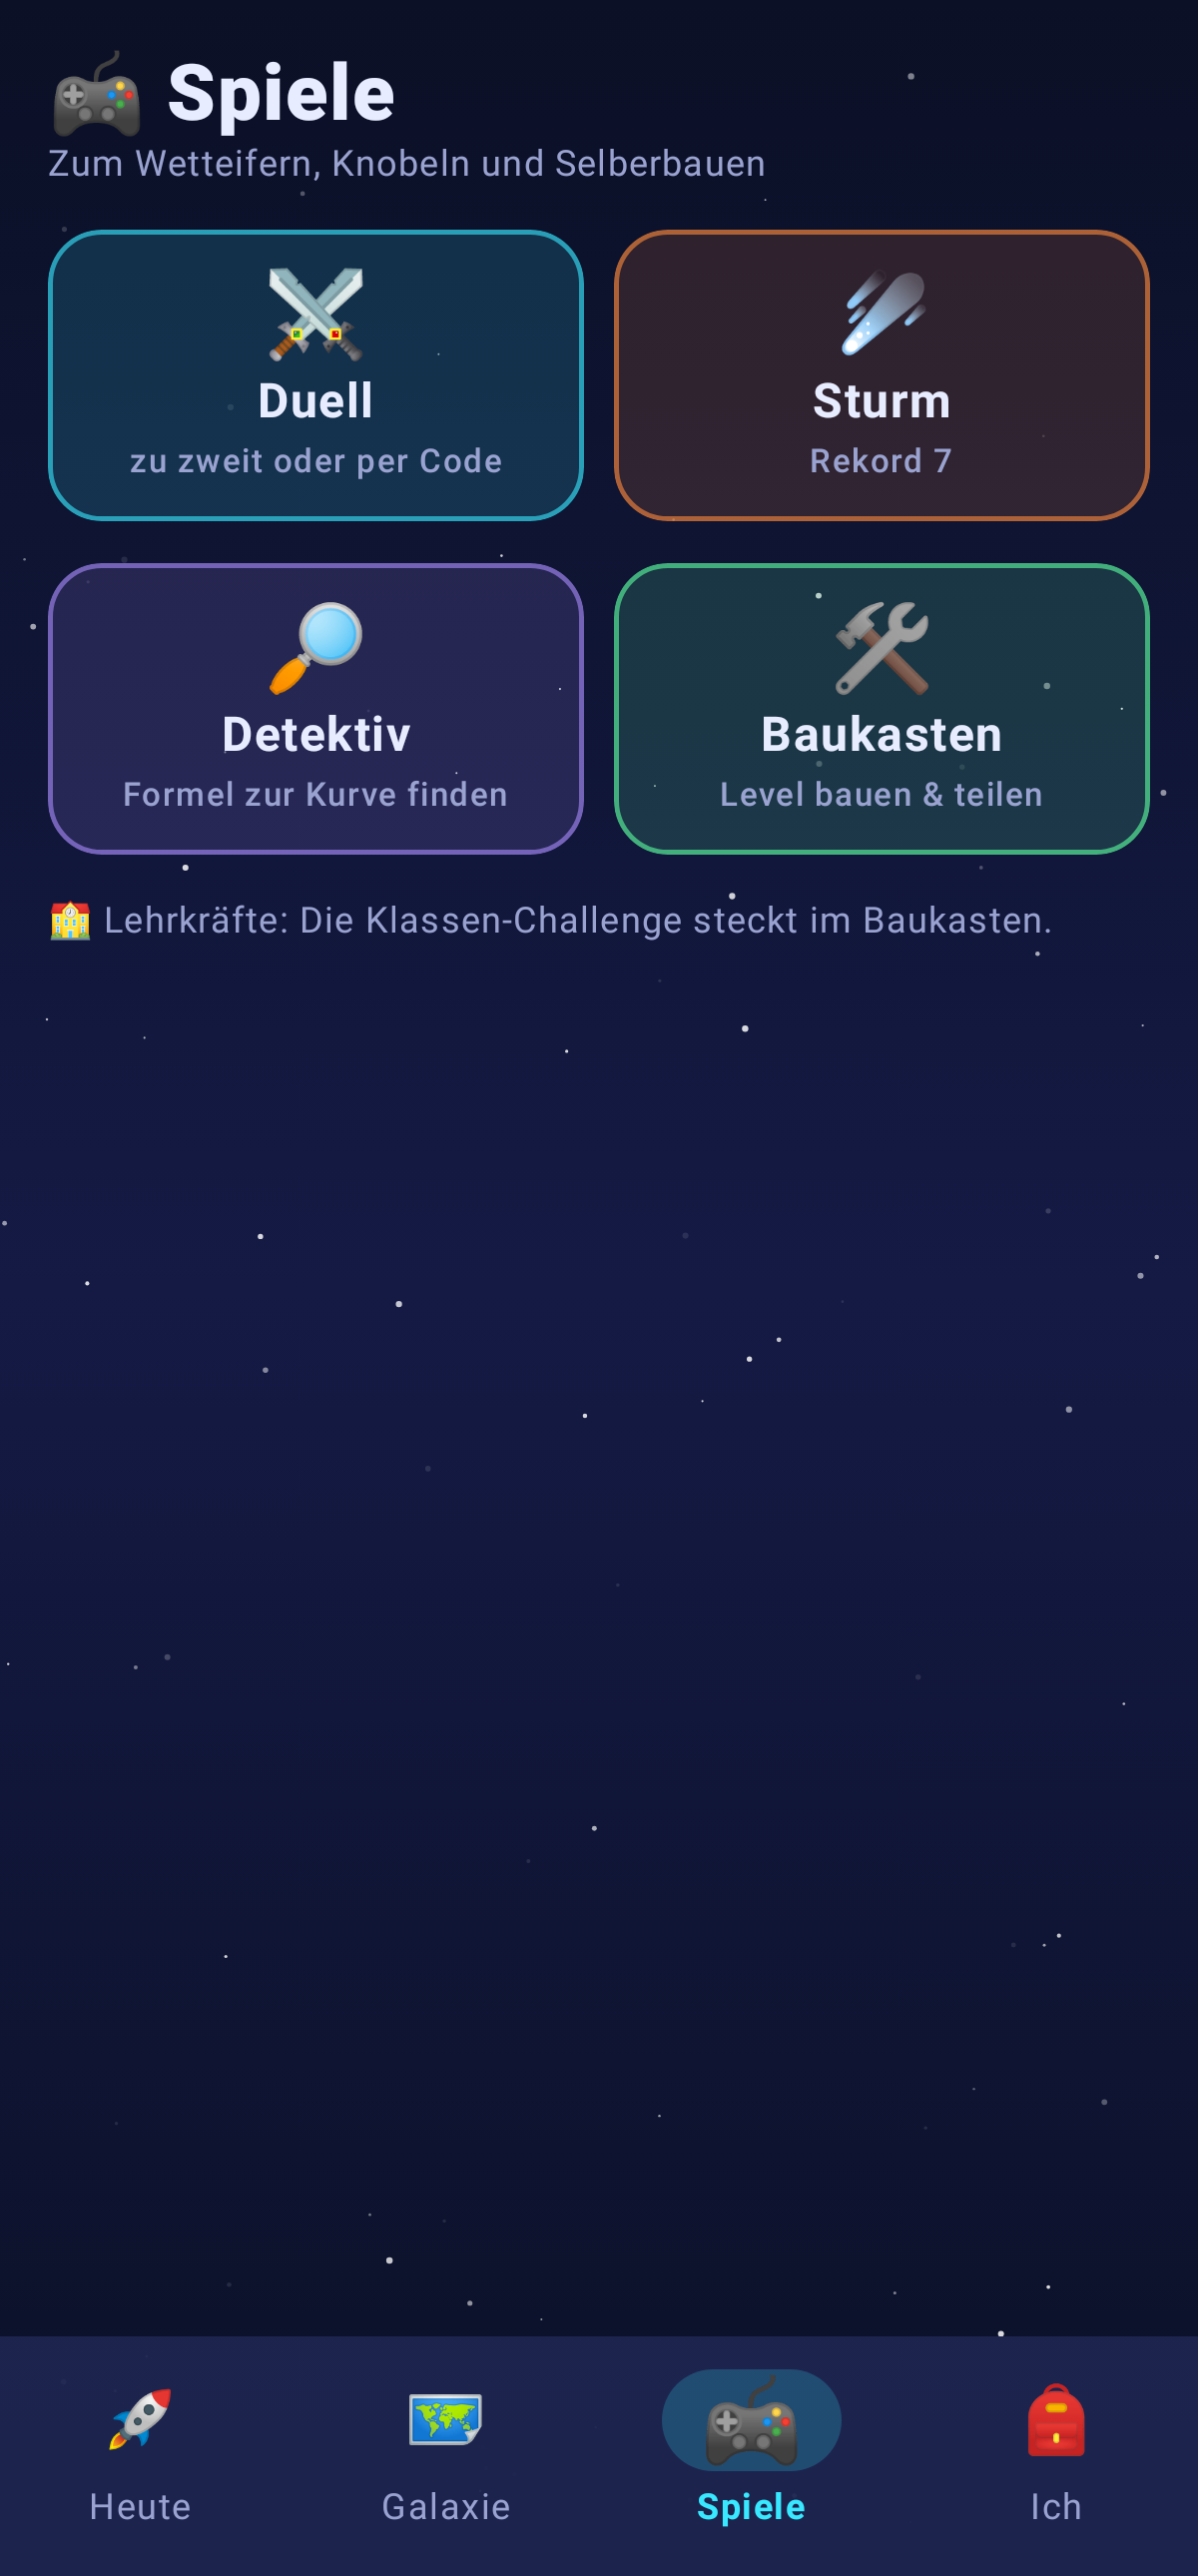 Spiele
Zum Wetteifern, Knobeln und Selberbauen
Duell
zu zweit oder per Code
Sturm
Rekord 7
Detektiv
Formel zur Kurve finden
Baukasten
Level bauen & teilen
Lehrkräfte: Die Klassen-Challenge steckt im Baukasten.
Heute
Galaxie
Spiele
Ich